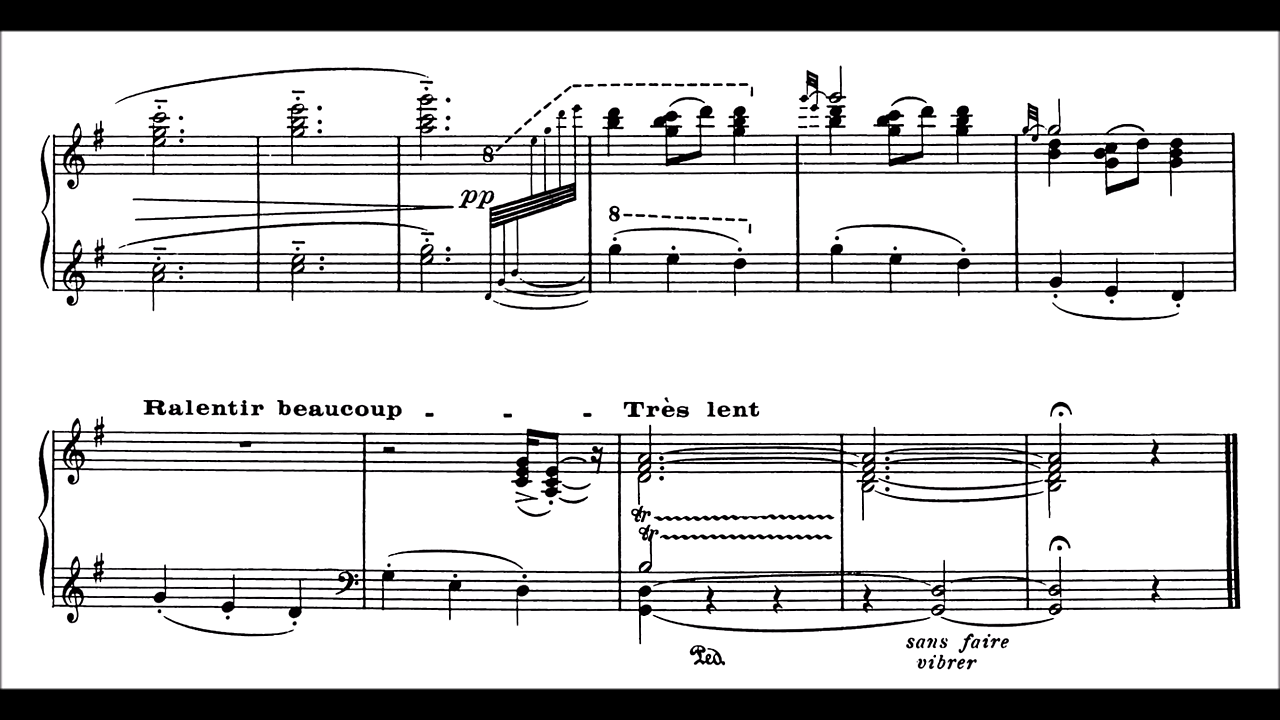 8
pp
8
Ralentir beaucoup - - -
Très lent
tr
tr
Ped.
sans faire
vibrer